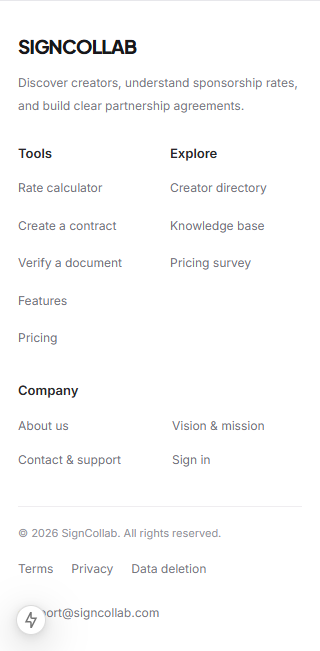 SIGNCOLLAB
Discover creators, understand sponsorship rates,
and build clear partnership agreements.
Tools
Rate calculator
Create a contract
Verify a document
Features
Pricing
Explore
Creator directory
Knowledge base
Pricing survey
Company
About us
Vision & mission
Contact & support
Sign in
© 2026 SignCollab. All rights reserved.
Terms Privacy Data deletion
port@signcollab.com